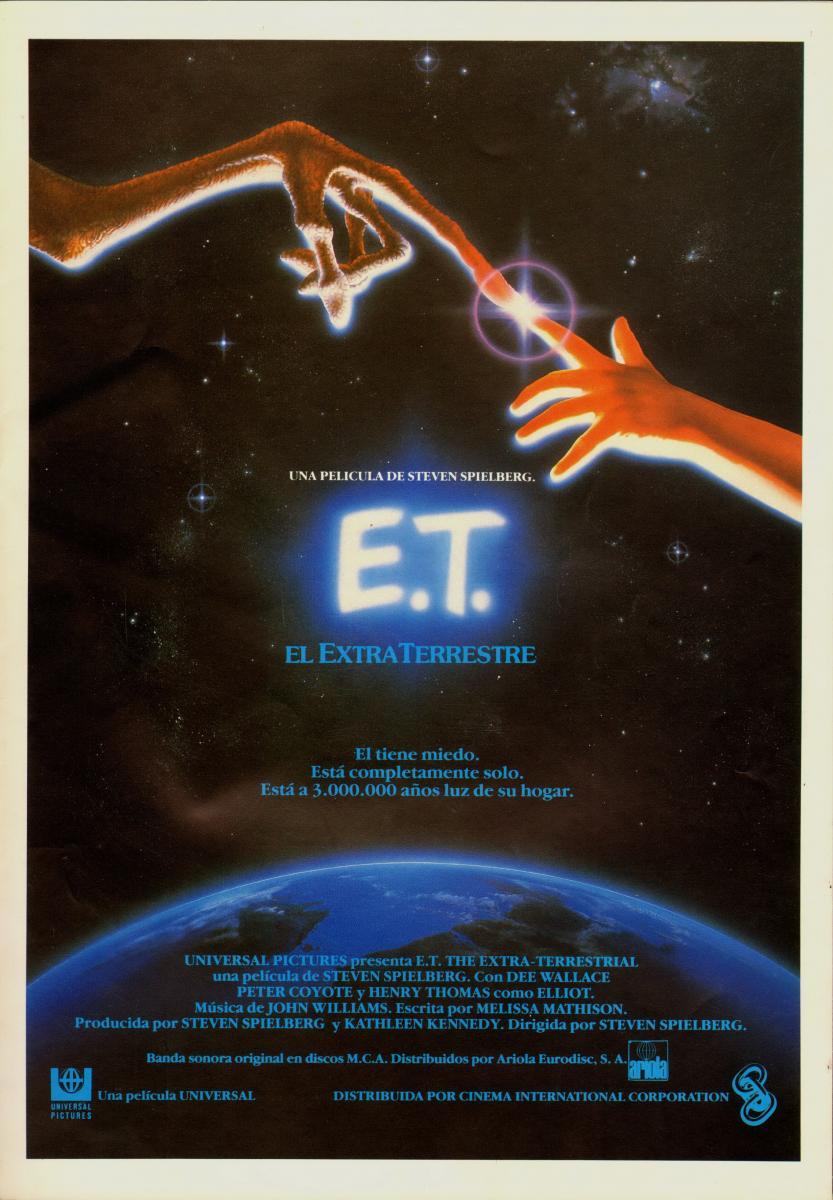 UNA PELICULA DE STEVEN SPIELBERG.
E.T.
EL EXTRATERRESTRE
El tiene miedo.
Está completamente solo.
Está a 3.000.000 años luz de su hogar.
UNIVERSAL PICTURES presenta E.T. THE EXTRA-TERRESTRIAL
una película de STEVEN SPIELBERG. Con DEE WALLACE
PETER COYOTE y HENRY THOMAS como ELLIOT.
Música de JOHN WILLIAMS. Escrita por MELISSA MATHISON.
Producida por STEVEN SPIELBERG y KATHLEEN KENNEDY. Dirigida por STEVEN SPIELBERG.
Banda sonora original en discos M.C.A. Distribuidos por Ariola Eurodisc, S. A.
ariola
UNIVERSAL
PICTURES
Una película UNIVERSAL
DISTRIBUIDA POR CINEMA INTERNATIONAL CORPORATION